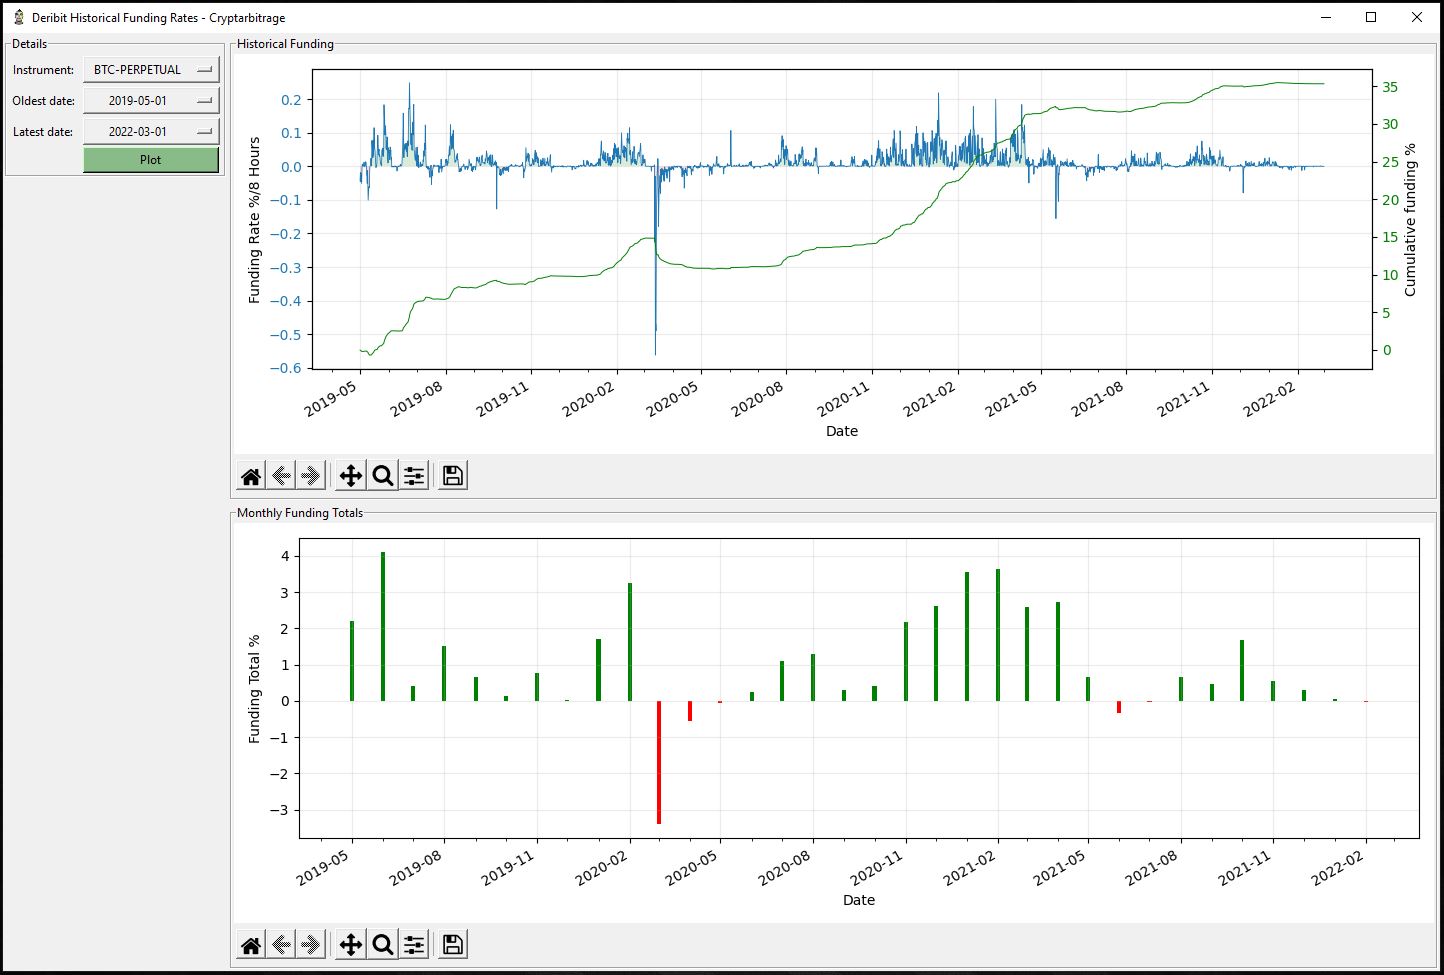 Deribit Historical Funding Rates - Cryptarbitrage
Details
Instrument: BTC-PERPETUAL
Oldest date: 2019-05-01
Latest date: 2022-03-01
Plot
Historical Funding
Funding Rate %/8 Hours
0.2
0.1
0.0
−0.1
−0.2
−0.3
−0.4
−0.5
−0.6
35
30
25
20
15
10
5
0
Cumulative funding %
2019-05 2019-08 2019-11 2020-02 2020-05 2020-08 2020-11 2021-02 2021-05 2021-08 2021-11 2022-02
Date
Monthly Funding Totals
Funding Total %
4
3
2
1
0
−1
−2
−3
2019-05 2019-08 2019-11 2020-02 2020-05 2020-08 2020-11 2021-02 2021-05 2021-08 2021-11 2022-02
Date